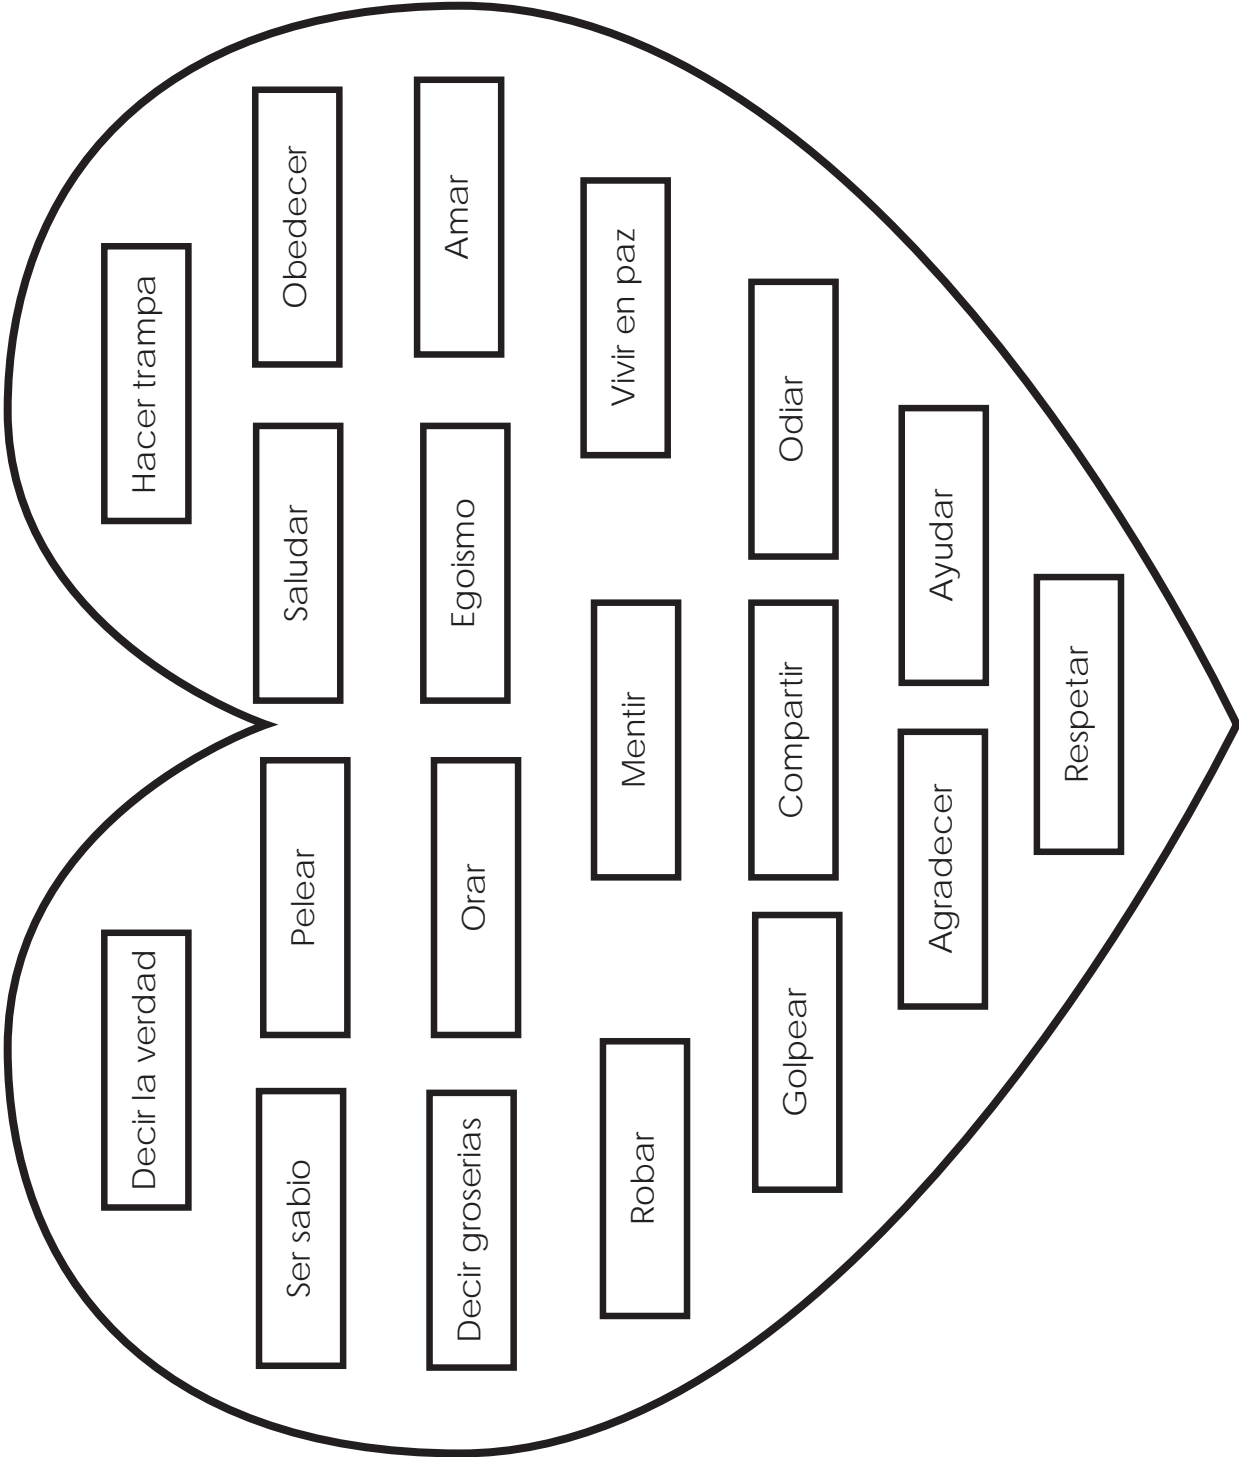 Decir la verdad
Hacer trampa
Ser sabio
Pelear
Saludar
Obedecer
Decir groserias
Orar
Egoismo
Amar
Robar
Mentir
Vivir en paz
Golpear
Compartir
Odiar
Agradecer
Ayudar
Respetar